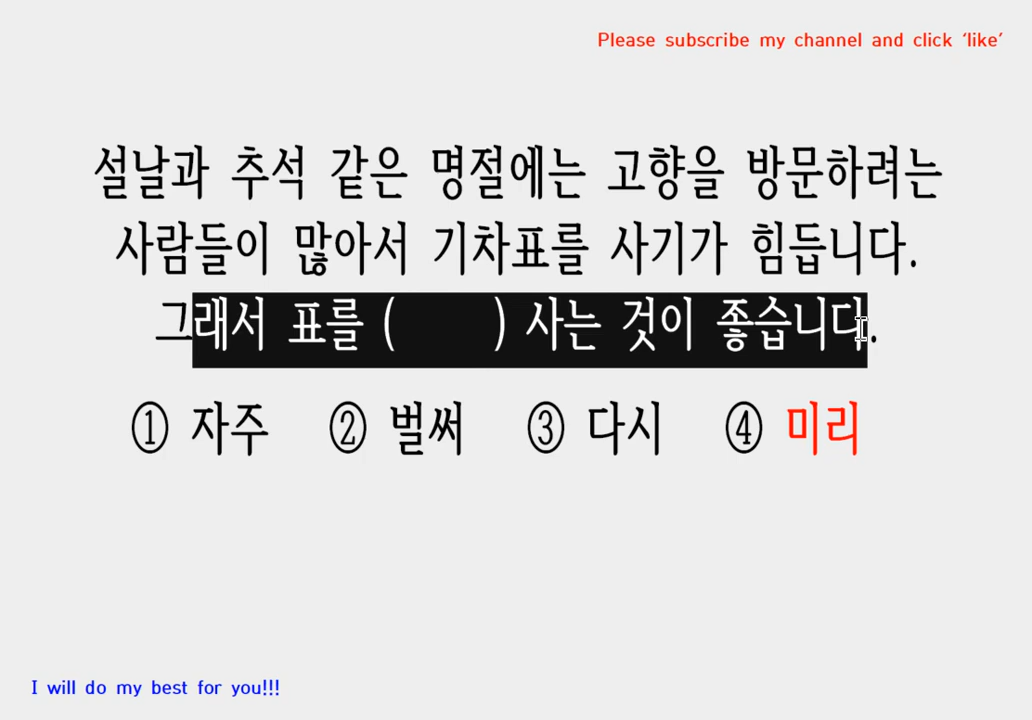 Please subscribe my channel and click ‘like’
설날과 추석 같은 명절에는 고향을 방문하려는
사람들이 많아서 기차표를 사기가 힘듭니다.
그래서 표를 (      ) 사는 것이 좋습니다.
① 자주 ② 벌써 ③ 다시 ④ 미리
I will do my best for you!!!